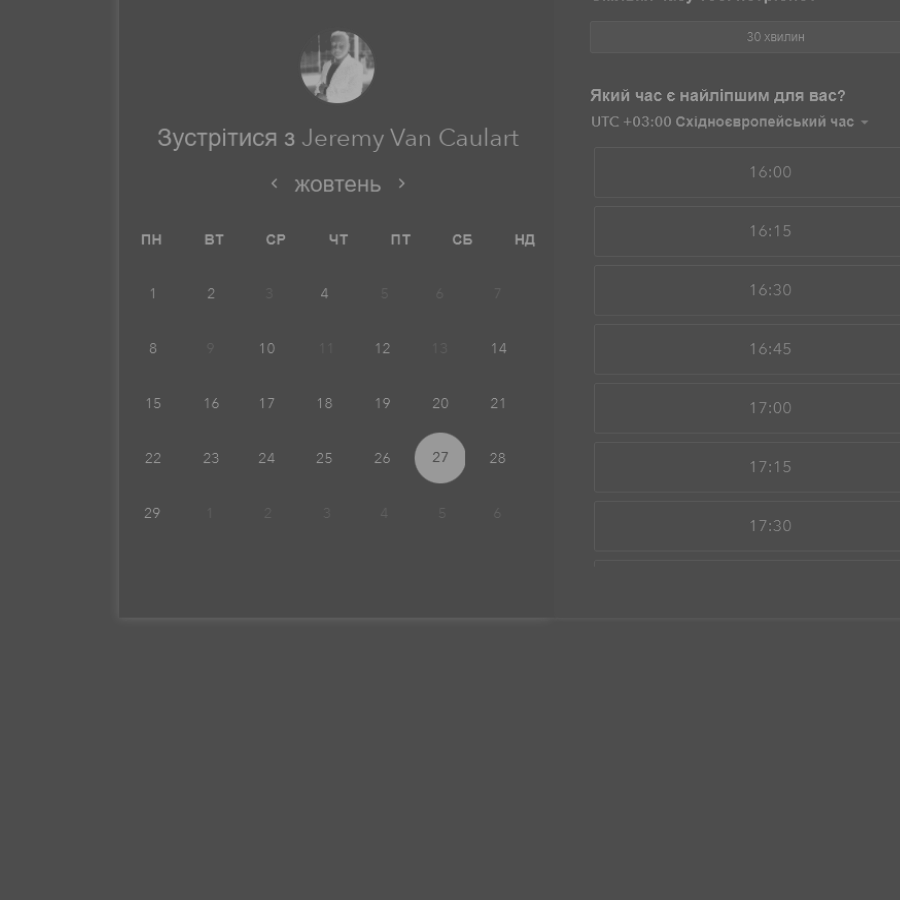 Зустрітися з Jeremy Van Caulart
жовтень
ПН ВТ СР ЧТ ПТ СБ НД
1 2 3 4 5 6 7
8 9 10 11 12 13 14
15 16 17 18 19 20 21
22 23 24 25 26 27 28
29 1 2 3 4 5 6
30 хвилин
Який час є найліпшим для вас?
UTC +03:00 Східноєвропейський час
16:00
16:15
16:30
16:45
17:00
17:15
17:30